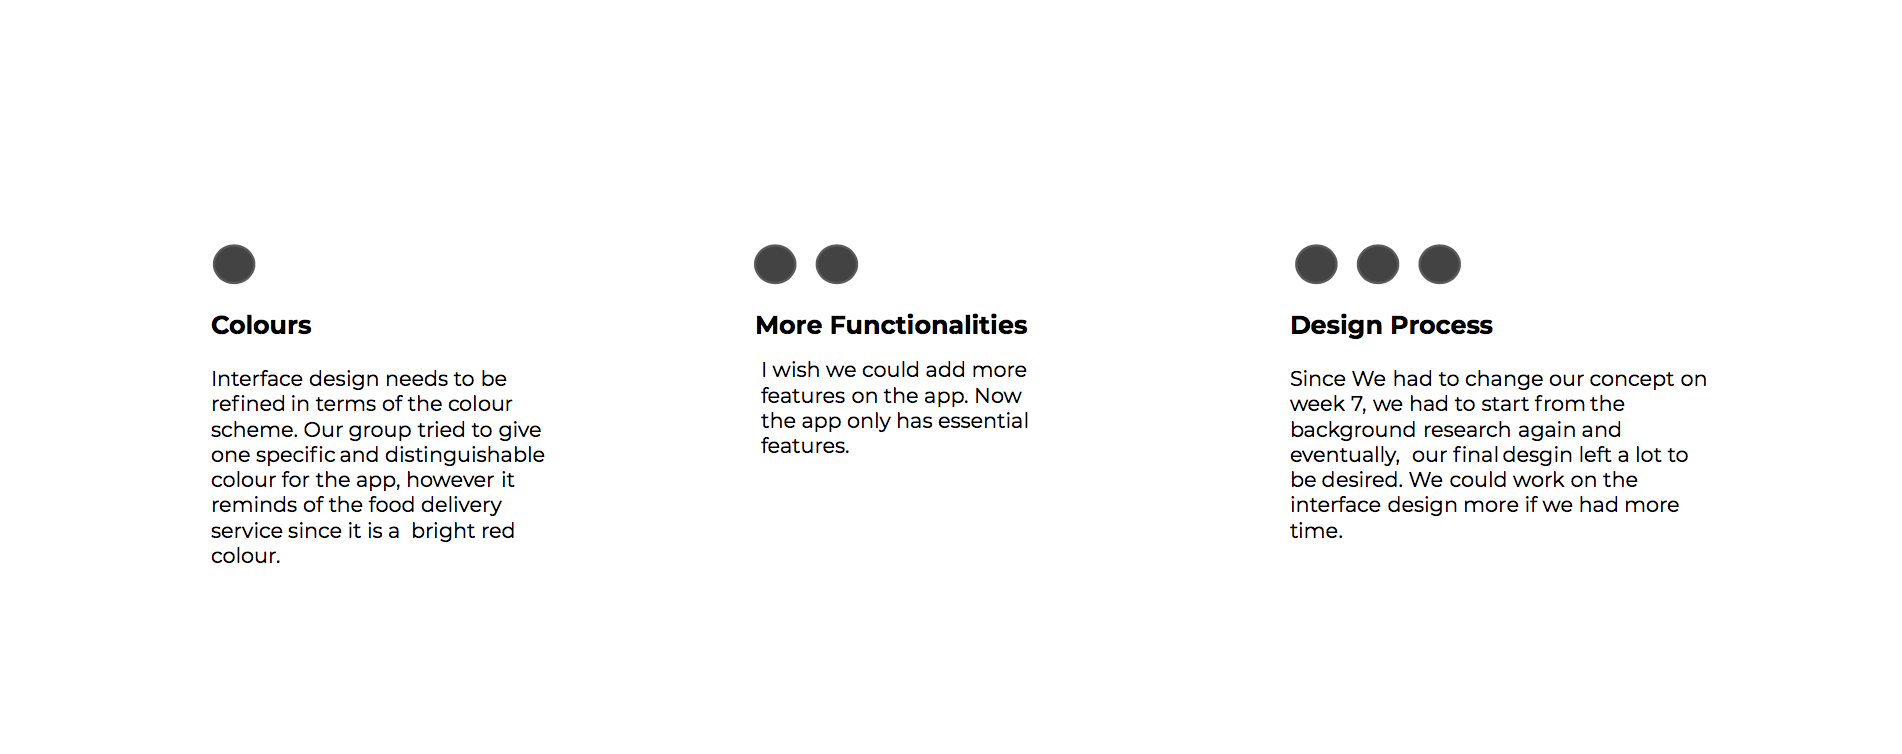 Colours
Interface design needs to be
refined in terms of the colour
scheme. Our group tried to give
one specific and distinguishable
colour for the app, however it
reminds of the food delivery
service since it is a  bright red
colour.
More Functionalities
I wish we could add more
features on the app. Now
the app only has essential
features.
Design Process
Since We had to change our concept on
week 7, we had to start from the
background research again and
eventually,  our final desgin left a lot to
be desired. We could work on the
interface design more if we had more
time.